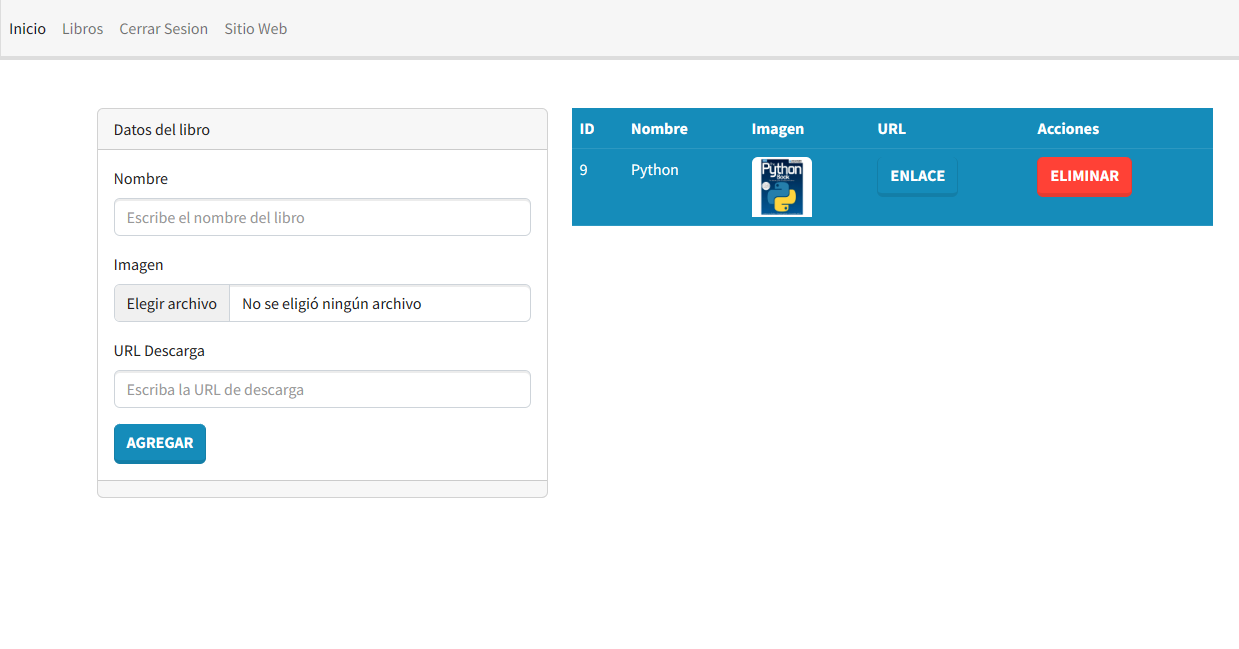 Inicio Libros Cerrar Sesion Sitio Web
Datos del libro
Nombre
Escribe el nombre del libro
Imagen
Elegir archivo No se eligió ningún archivo
URL Descarga
Escriba la URL de descarga
AGREGAR
ID Nombre Imagen URL Acciones
9 Python Python ENLACE ELIMINAR
Book